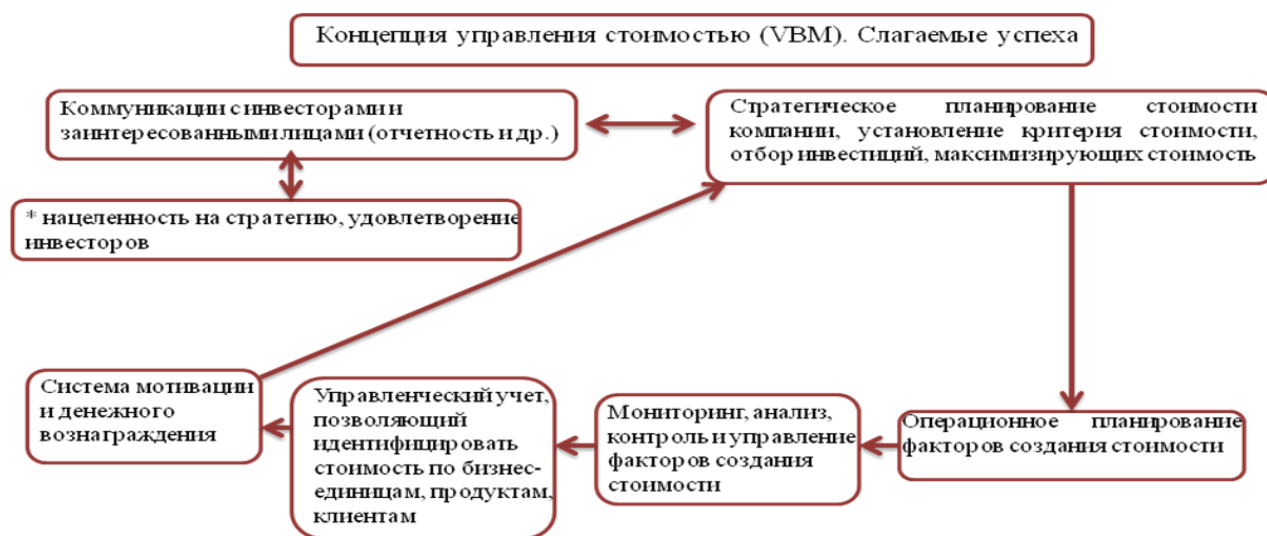 Концепция управления стоимостью (VBM). Слагаемые успеха
Коммуникации с инвесторами и
заинтересованными лицами (отчетность и др.)
Стратегическое планирование стоимости
компании, установление критерия стоимости,
отбор инвестиций, максимизирующих стоимость
* нацеленность на стратегию, удовлетворение
инвесторов
Система мотивации
и денежного
вознаграждения
Управленческий учет,
позволяющий
идентифицировать
стоимость по бизнес-
единицам, продуктам,
клиентам
Мониторинг, анализ,
контроль и управление
факторов создания
стоимости
Операционное планирование
факторов создания стоимости